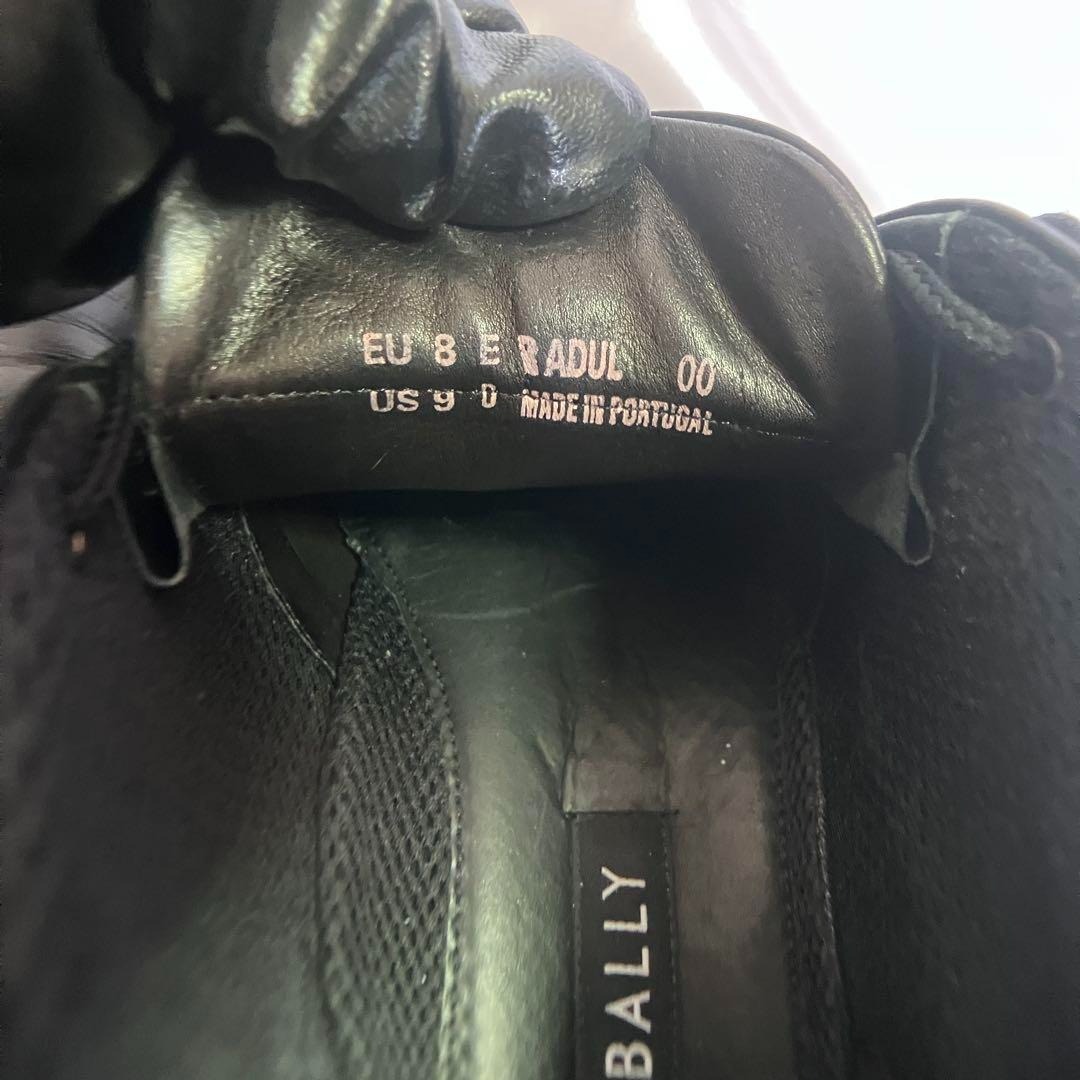 EU 8 E RADUL 00
US 9 D MADE IN PORTUGAL
BALLY